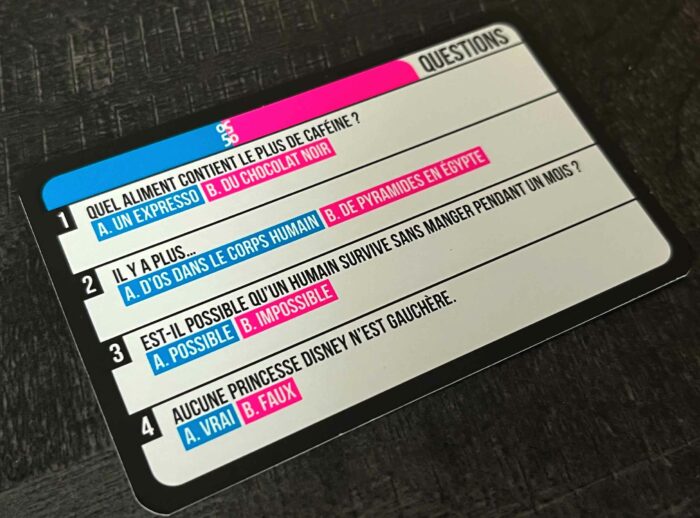 QUESTIONS
50
50
1
QUEL ALIMENT CONTIENT LE PLUS DE CAFÉINE ?
A. UN EXPRESSO B. DU CHOCOLAT NOIR
2
IL Y A PLUS...
A. D'OS DANS LE CORPS HUMAIN B. DE PYRAMIDES EN ÉGYPTE
3
EST-IL POSSIBLE QU'UN HUMAIN SURVIVE SANS MANGER PENDANT UN MOIS ?
A. POSSIBLE B. IMPOSSIBLE
4
AUCUNE PRINCESSE DISNEY N'EST GAUCHÈRE.
A. VRAI B. FAUX